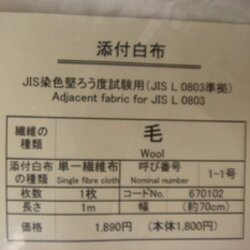 添付白布
JIS染色堅ろう度試験用(JIS L 0803準拠)
Adjacent fabric for JIS L 0803
繊維の種類 毛 Wool
添付白布の種類 単一繊維布 Single fibre cloth 呼び番号 Nominal number 1-1号
枚数 1枚 コードNo. 670102
長さ 1m 幅 (約70cm)
価格 1,890円 (本体1,800円)